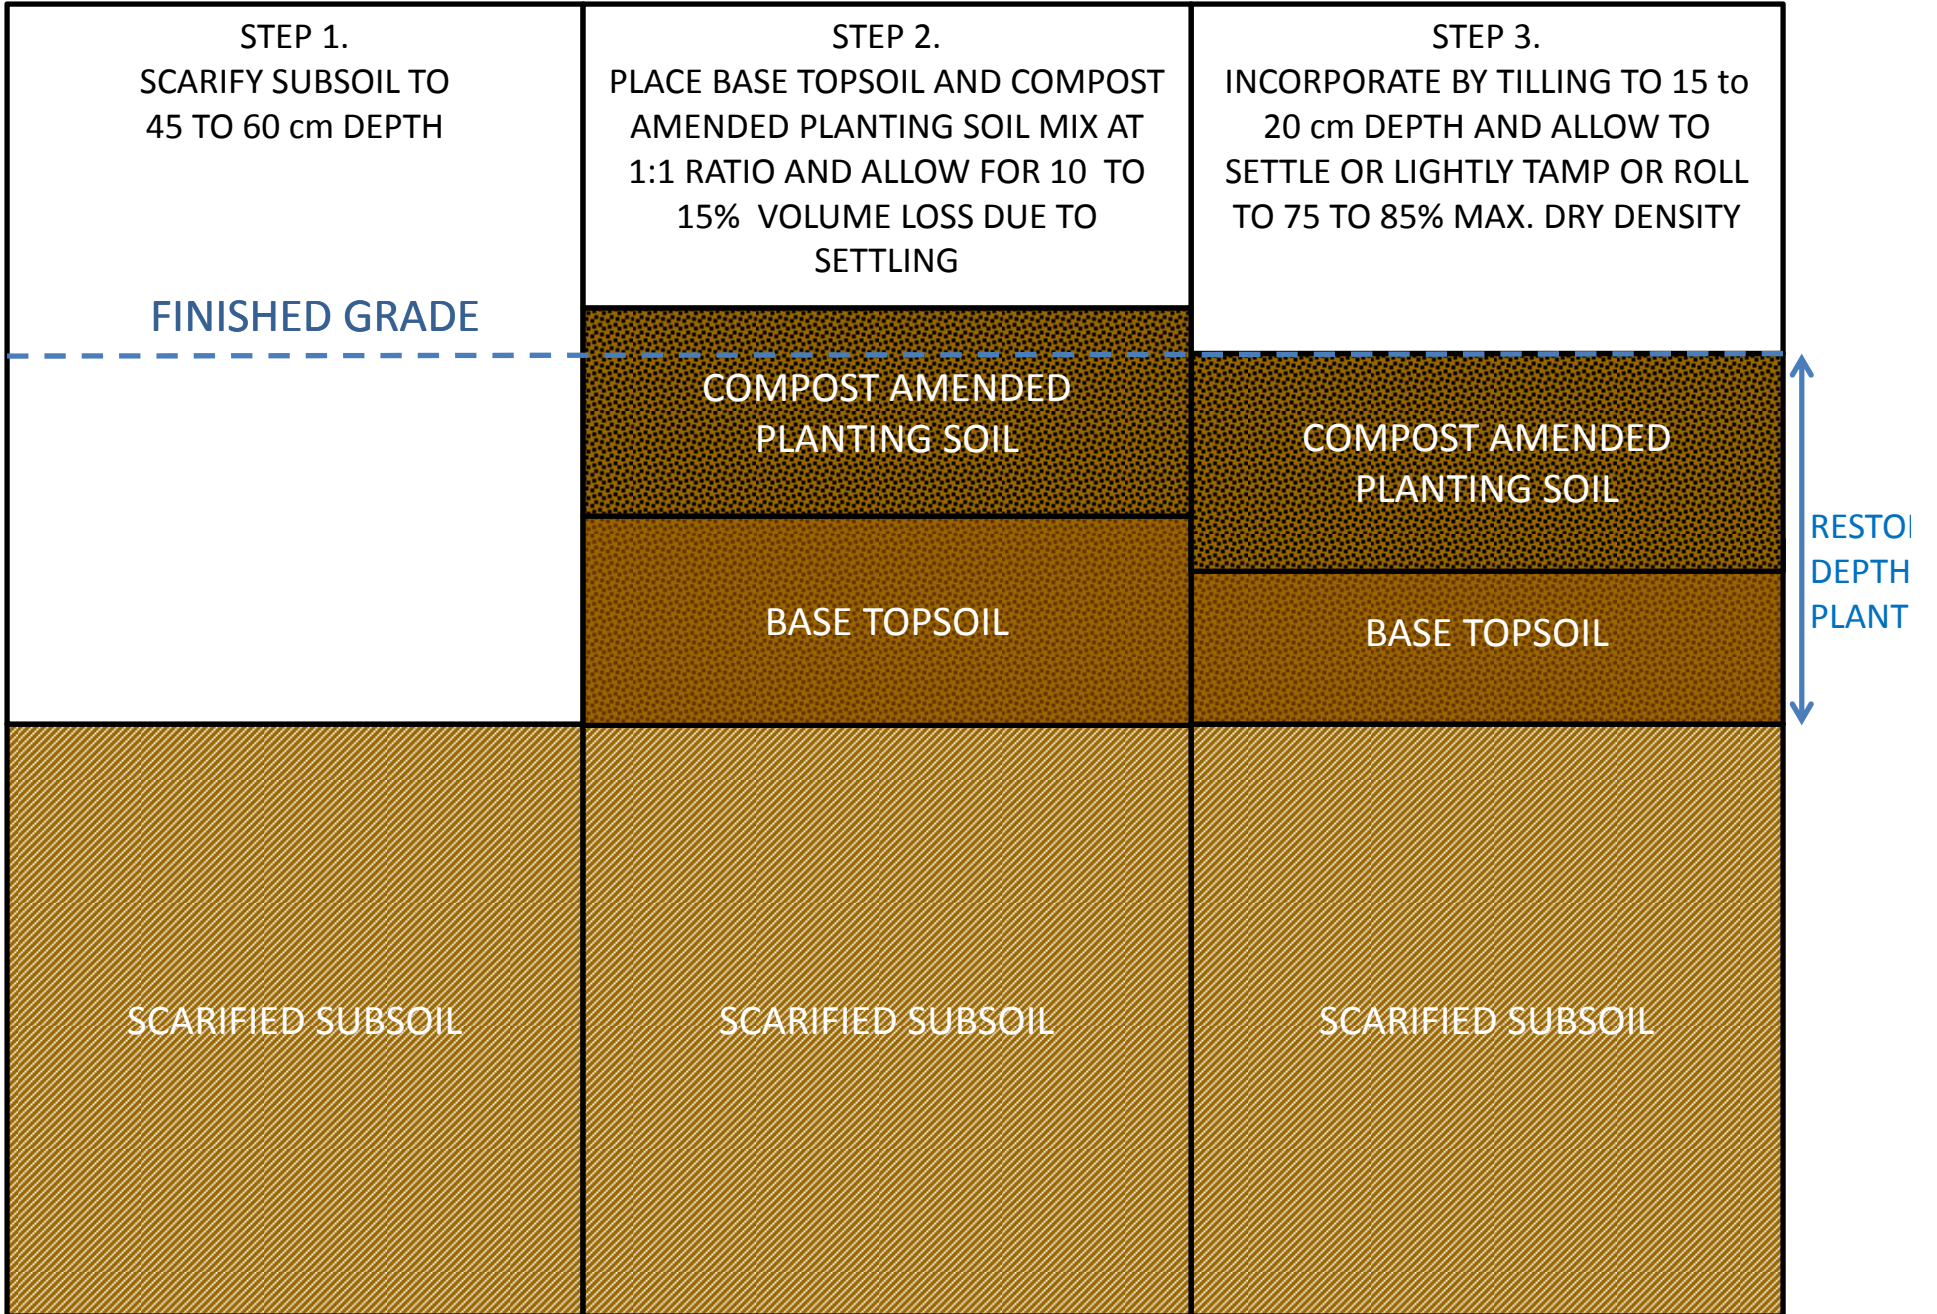 STEP 1.
SCARIFY SUBSOIL TO
45 TO 60 cm DEPTH
STEP 2.
PLACE BASE TOPSOIL AND COMPOST
AMENDED PLANTING SOIL MIX AT
1:1 RATIO AND ALLOW FOR 10 TO
15% VOLUME LOSS DUE TO
SETTLING
STEP 3.
INCORPORATE BY TILLING TO 15 to
20 cm DEPTH AND ALLOW TO
SETTLE OR LIGHTLY TAMP OR ROLL
TO 75 TO 85% MAX. DRY DENSITY
FINISHED GRADE
COMPOST AMENDED
PLANTING SOIL
COMPOST AMENDED
PLANTING SOIL
BASE TOPSOIL
BASE TOPSOIL
DEPTH
PLANT
SCARIFIED SUBSOIL
SCARIFIED SUBSOIL
SCARIFIED SUBSOIL